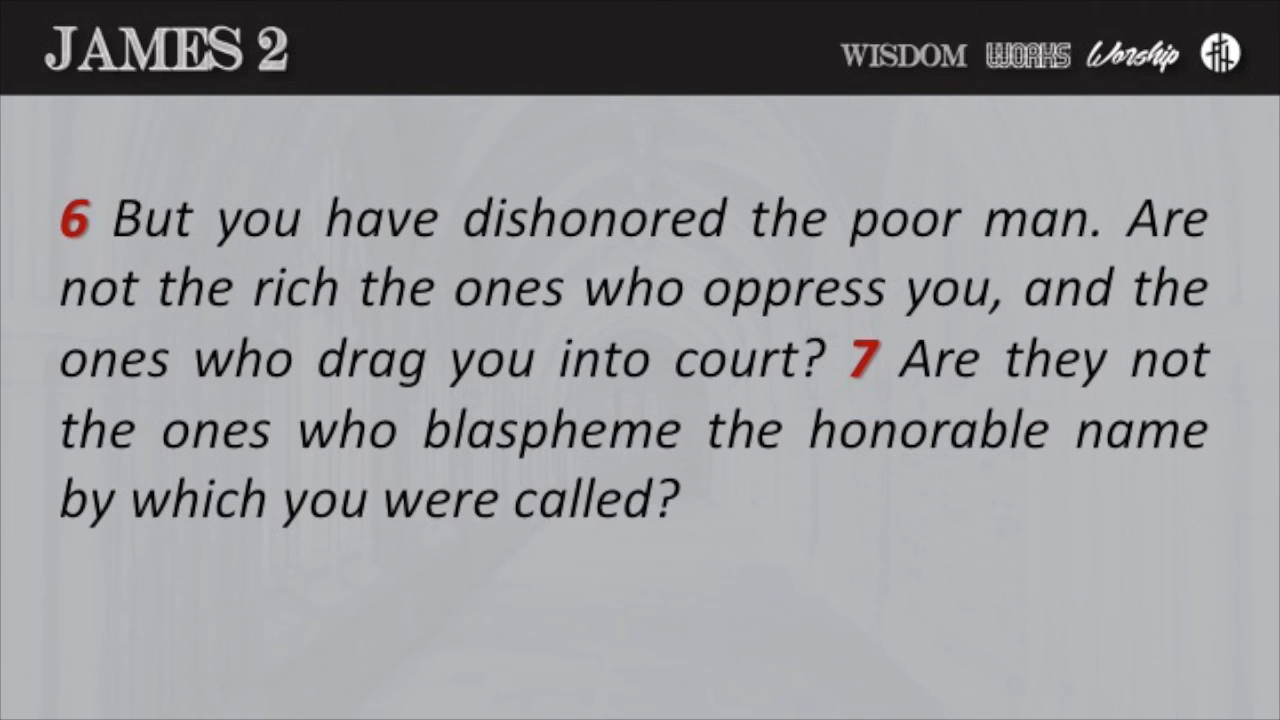 JAMES 2
WISDOM WORKS Worship
6 But you have dishonored the poor man. Are
not the rich the ones who oppress you, and the
ones who drag you into court? 7 Are they not
the ones who blaspheme the honorable name
by which you were called?